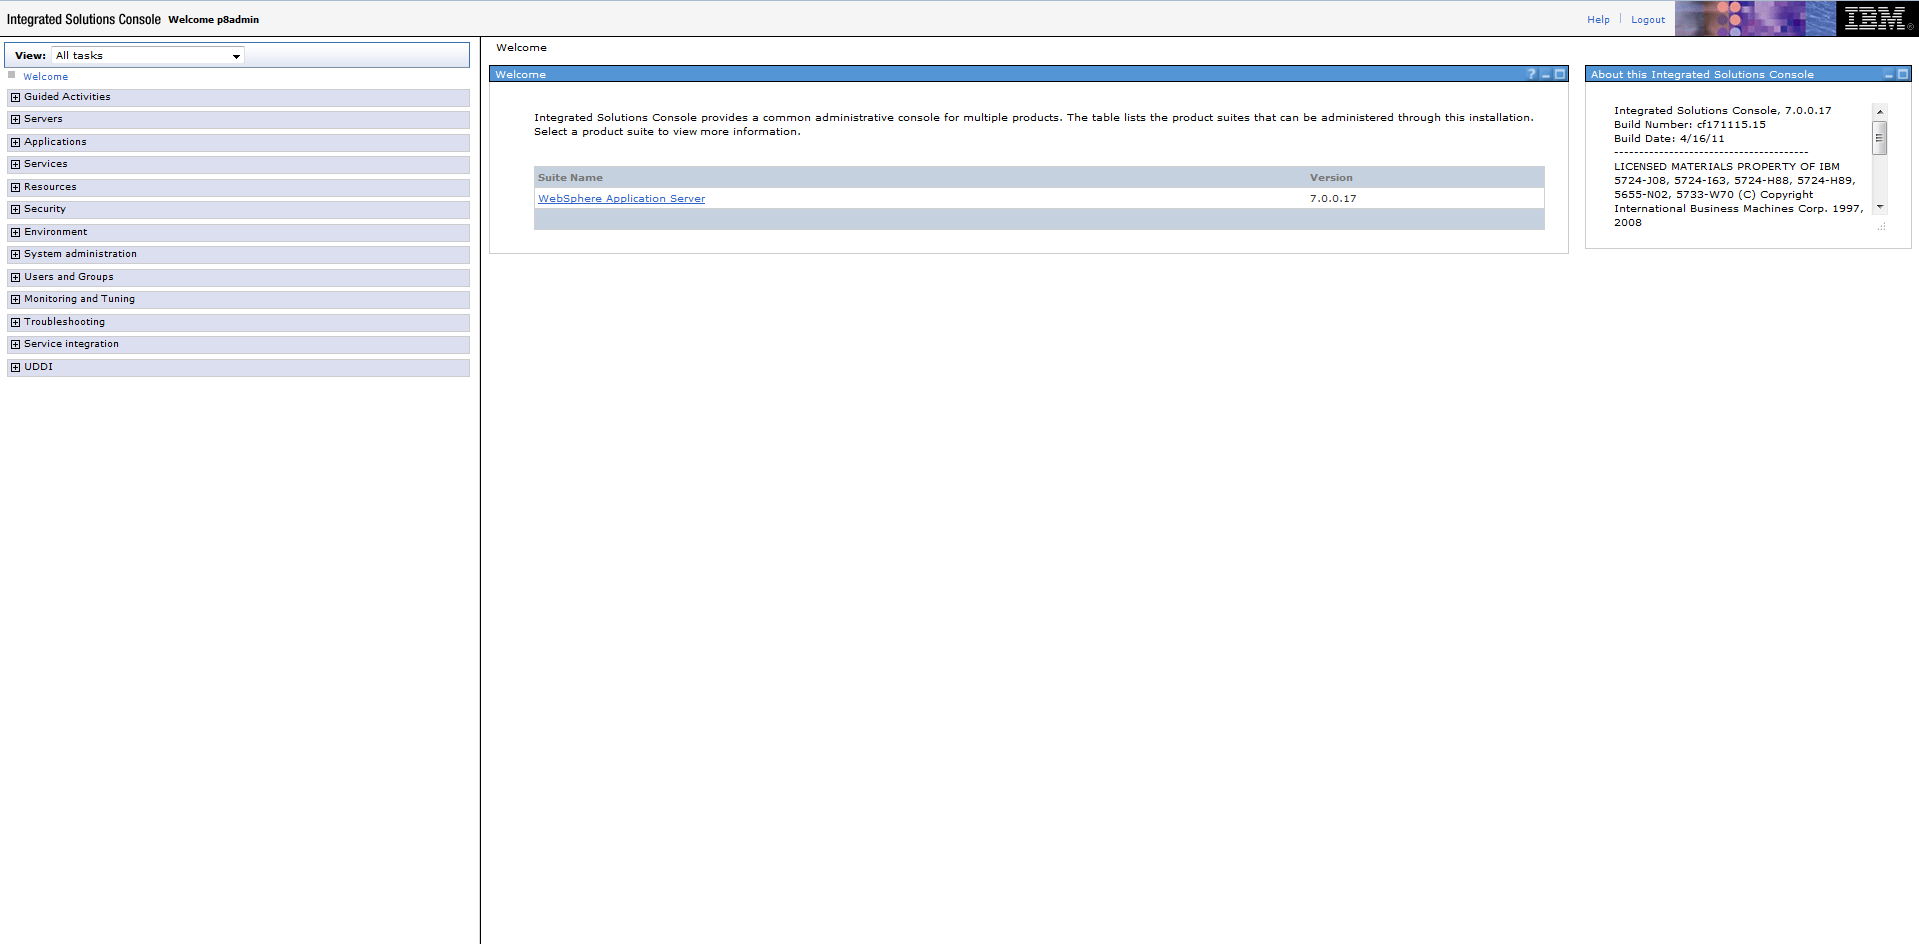 Integrated Solutions Console Welcome p8admin
Help Logout
IBM®
View: All tasks
Welcome
Guided Activities
Servers
Applications
Services
Resources
Security
Environment
System administration
Users and Groups
Monitoring and Tuning
Troubleshooting
Service integration
UDDI
Welcome
Welcome
Integrated Solutions Console provides a common administrative console for multiple products. The table lists the product suites that can be administered through this installation.
Select a product suite to view more information.
Suite Name Version
WebSphere Application Server 7.0.0.17
About this Integrated Solutions Console
Integrated Solutions Console, 7.0.0.17
Build Number: cf171115.15
Build Date: 4/16/11
---------------------------------------
LICENSED MATERIALS PROPERTY OF IBM
5724-J08, 5724-I63, 5724-H88, 5724-H89,
5655-N02, 5733-W70 (C) Copyright
International Business Machines Corp. 1997,
2008